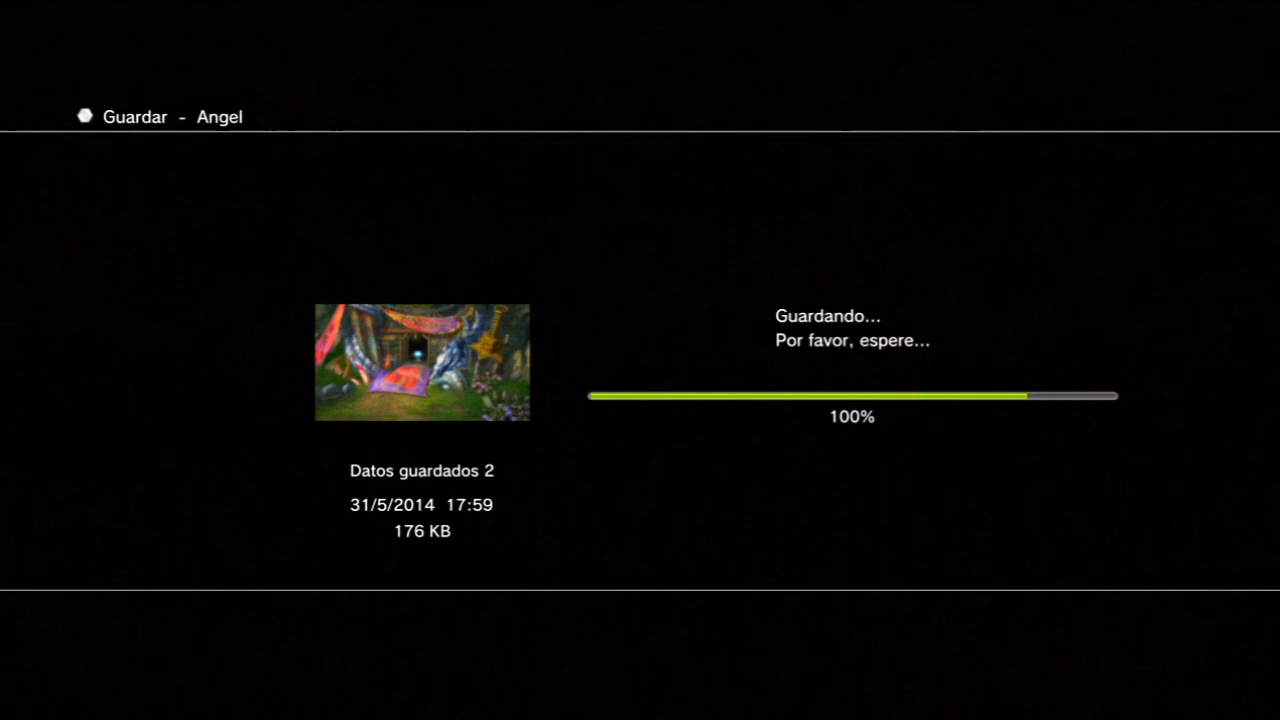 Guardar - Angel
Guardando...
Por favor, espere...
100%
Datos guardados 2
31/5/2014 17:59
176 KB